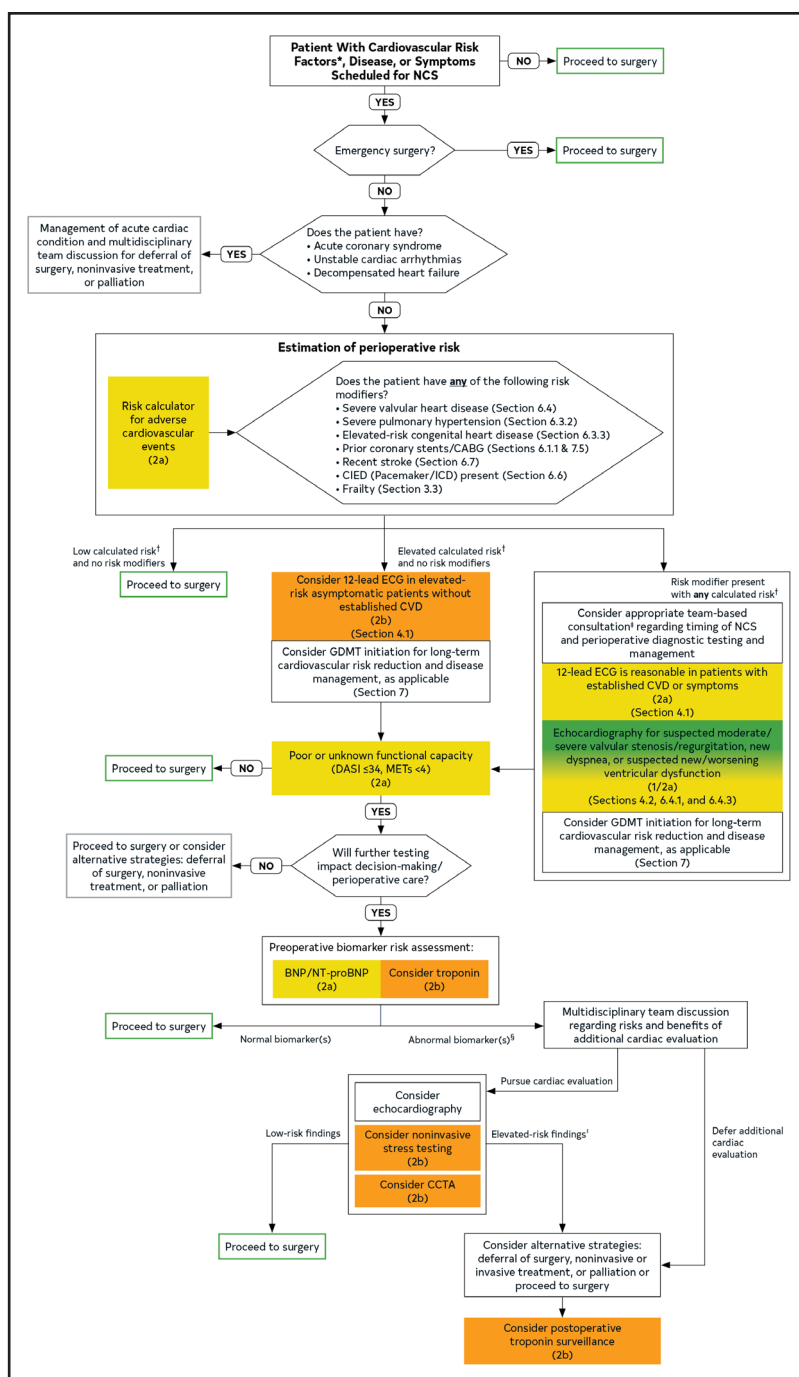 Patient With Cardiovascular Risk
Factors*, Disease, or Symptoms
Scheduled for NCS
NO
Proceed to surgery
YES
Emergency surgery?
YES
Proceed to surgery
NO
Management of acute cardiac
condition and multidisciplinary
team discussion for deferral of
surgery, noninvasive treatment,
or palliation
YES
Does the patient have?
• Acute coronary syndrome
• Unstable cardiac arrhythmias
• Decompensated heart failure
NO
Estimation of perioperative risk
Risk calculator
for adverse
cardiovascular
events
(2a)
Does the patient have any of the following risk
modifiers?
• Severe valvular heart disease (Section 6.4)
• Severe pulmonary hypertension (Section 6.3.2)
• Elevated-risk congenital heart disease (Section 6.3.3)
• Prior coronary stents/CABG (Sections 6.1.1 & 7.5)
• Recent stroke (Section 6.7)
• CIED (Pacemaker/ICD) present (Section 6.6)
• Frailty (Section 3.3)
Low calculated risk†
and no risk modifiers
Proceed to surgery
Elevated calculated risk†
and no risk modifiers
Consider 12-lead ECG in elevated-
risk asymptomatic patients without
established CVD
(2b)
(Section 4.1)
Consider GDMT initiation for long-term
cardiovascular risk reduction and disease
management, as applicable
(Section 7)
Risk modifier present
with any calculated risk†
Consider appropriate team-based
consultation‡ regarding timing of NCS
and perioperative diagnostic testing and
management
12-lead ECG is reasonable in patients with
established CVD or symptoms
(2a)
(Section 4.1)
Echocardiography for suspected moderate/
severe valvular stenosis/regurgitation, new
dyspnea, or suspected new/worsening
ventricular dysfunction
(1/2a)
(Sections 4.2, 6.4.1, and 6.4.3)
Consider GDMT initiation for long-term
cardiovascular risk reduction and disease
management, as applicable
(Section 7)
Proceed to surgery
NO
Poor or unknown functional capacity
(DASI ≤34, METs <4)
(2a)
YES
Proceed to surgery or consider
alternative strategies: deferral
of surgery, noninvasive
treatment, or palliation
NO
Will further testing
impact decision-making/
perioperative care?
YES
Preoperative biomarker risk assessment:
BNP/NT-proBNP
(2a)
Consider troponin
(2b)
Proceed to surgery
Normal biomarker(s)
Abnormal biomarker(s)§
Multidisciplinary team discussion
regarding risks and benefits of
additional cardiac evaluation
Pursue cardiac evaluation
Consider
echocardiography
Consider noninvasive
stress testing
(2b)
Consider CCTA
(2b)
Low-risk findings
Elevated-risk findings
Defer additional
cardiac
evaluation
Proceed to surgery
Consider alternative strategies:
deferral of surgery, noninvasive or
invasive treatment, or palliation or
proceed to surgery
Consider postoperative
troponin surveillance
(2b)